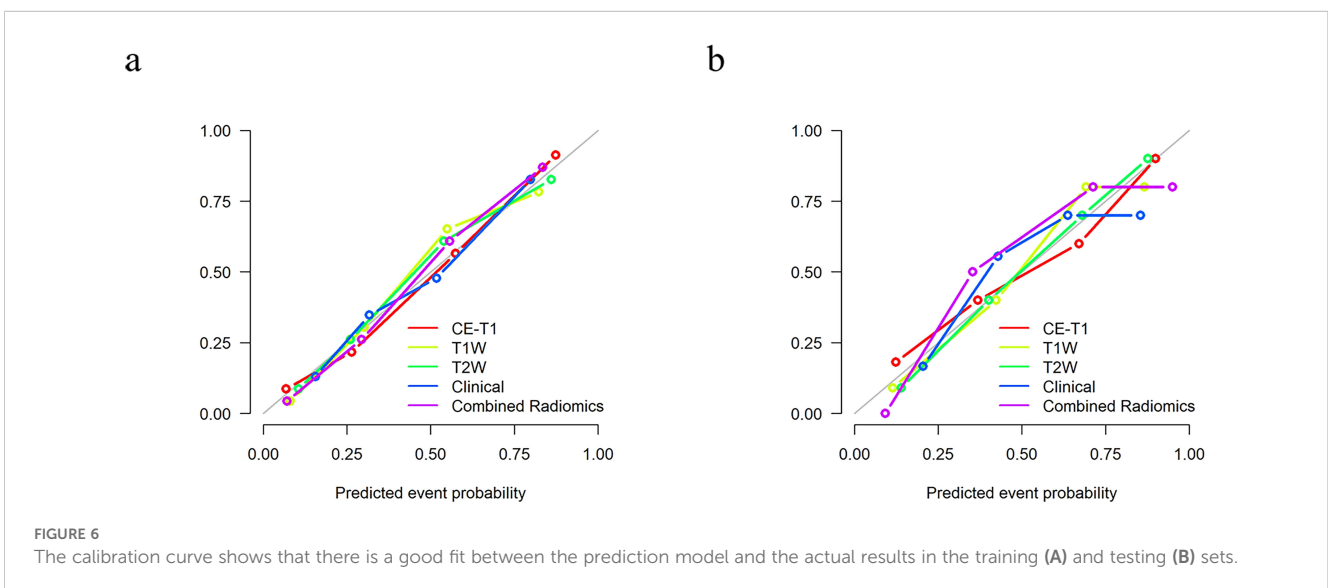 a
1.00
0.75
0.50
0.25
0.00
CE-T1
T1W
T2W
Clinical
Combined Radiomics
0.00 0.25 0.50 0.75 1.00
Predicted event probability
b
1.00
0.75
0.50
0.25
0.00
CE-T1
T1W
T2W
Clinical
Combined Radiomics
0.00 0.25 0.50 0.75 1.00
Predicted event probability
FIGURE 6
The calibration curve shows that there is a good fit between the prediction model and the actual results in the training (A) and testing (B) sets.